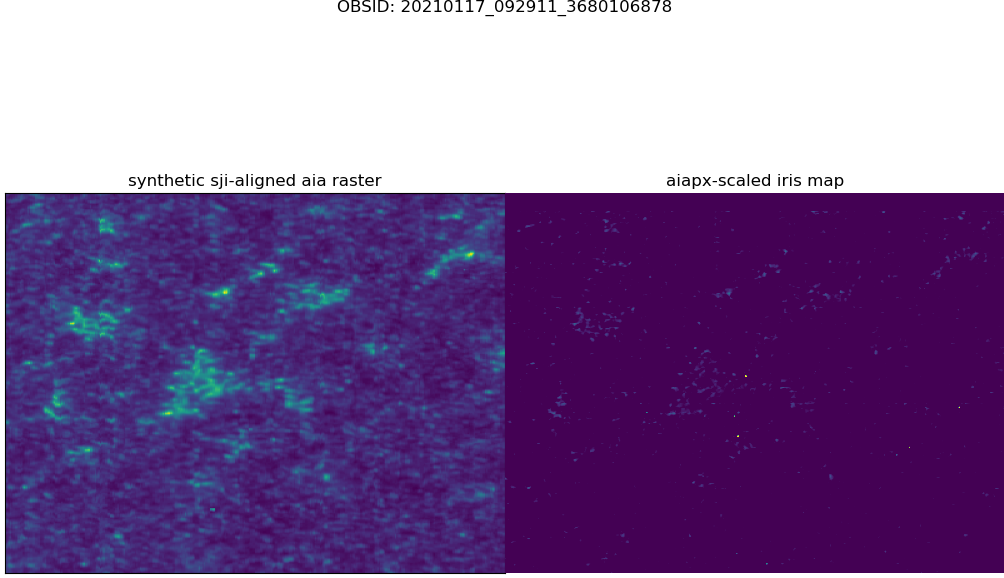 OBSID: 20210117_092911_3680106878
synthetic sji-aligned aia raster
aiapx-scaled iris map